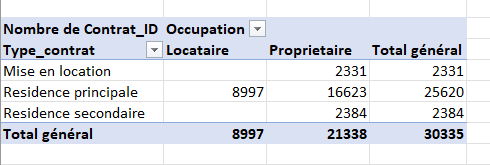 Nombre de Contrat_ID Occupation
Type_contrat Locataire Proprietaire Total général
Mise en location 2331 2331
Residence principale 8997 16623 25620
Residence secondaire 2384 2384
Total général 8997 21338 30335